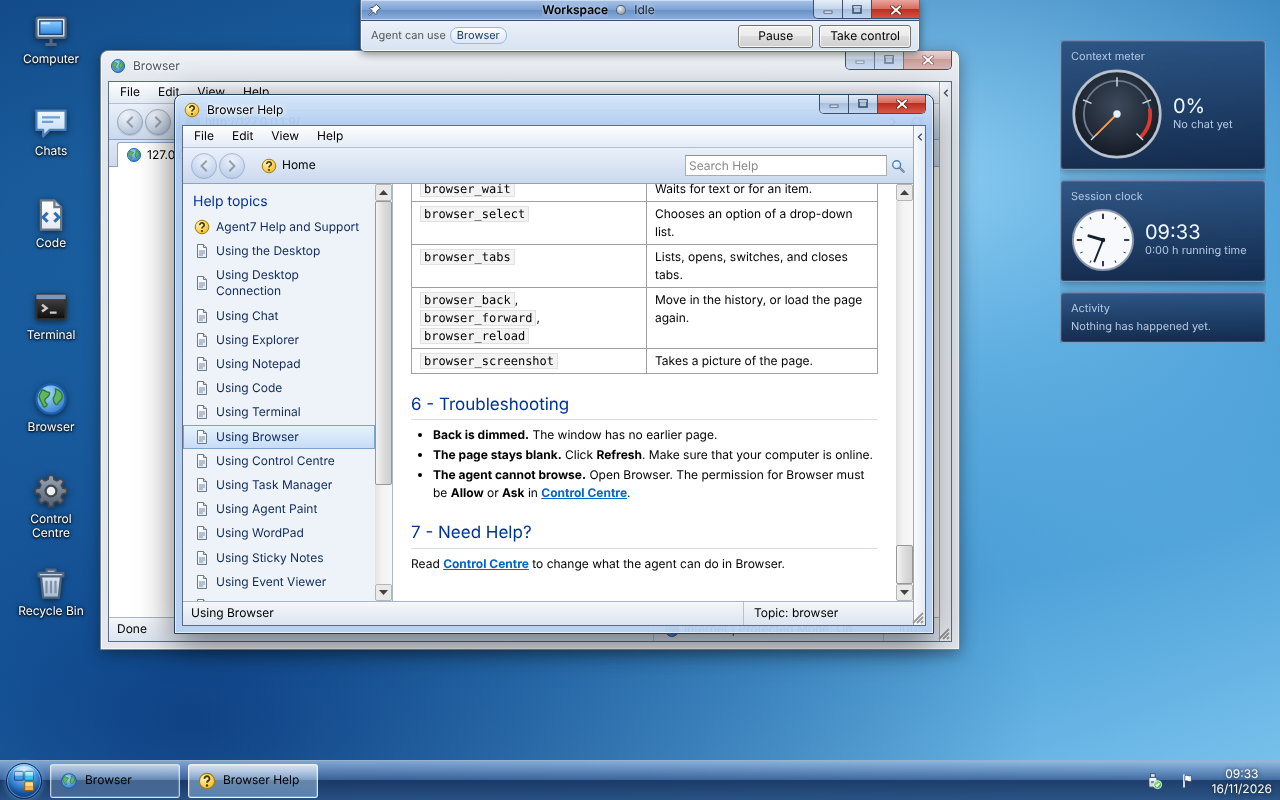 Workspace Idle
Agent can use Browser
Pause
Take control
Computer
Chats
Code
Terminal
Browser
Control
Centre
Recycle Bin
Browser
File Edit View Help
127.0
Done
Browser Help
File Edit View Help
Home
Search Help
Help topics
Agent7 Help and Support
Using the Desktop
Using Desktop
Connection
Using Chat
Using Explorer
Using Notepad
Using Code
Using Terminal
Using Browser
Using Control Centre
Using Task Manager
Using Agent Paint
Using WordPad
Using Sticky Notes
Using Event Viewer
browser_wait Waits for text or for an item.
browser_select Chooses an option of a drop-down
list.
browser_tabs Lists, opens, switches, and closes
tabs.
browser_back, Move in the history, or load the page
browser_forward, again.
browser_reload
browser_screenshot Takes a picture of the page.
6 - Troubleshooting
• Back is dimmed. The window has no earlier page.
• The page stays blank. Click Refresh. Make sure that your computer is online.
• The agent cannot browse. Open Browser. The permission for Browser must
be Allow or Ask in Control Centre.
7 - Need Help?
Read Control Centre to change what the agent can do in Browser.
Using Browser
Topic: browser
Context meter
0%
No chat yet
Session clock
09:33
0:00 h running time
Activity
Nothing has happened yet.
Browser
Browser Help
09:33
16/11/2026